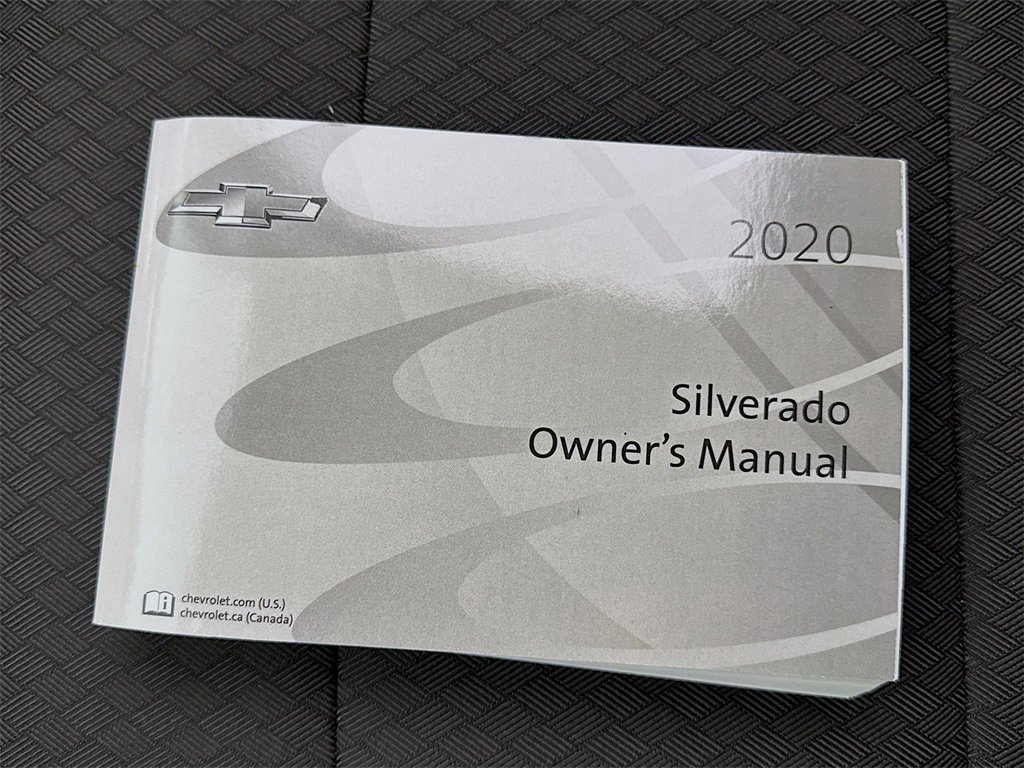 2020
Silverado
Owner's Manual
chevrolet.com (U.S.)
chevrolet.ca (Canada)